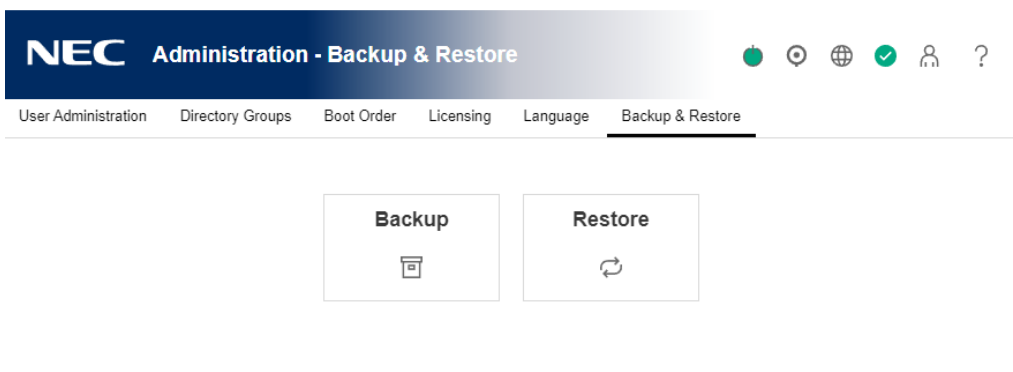 NEC Administration - Backup & Restore
?
User Administration Directory Groups Boot Order Licensing Language Backup & Restore
Backup Restore